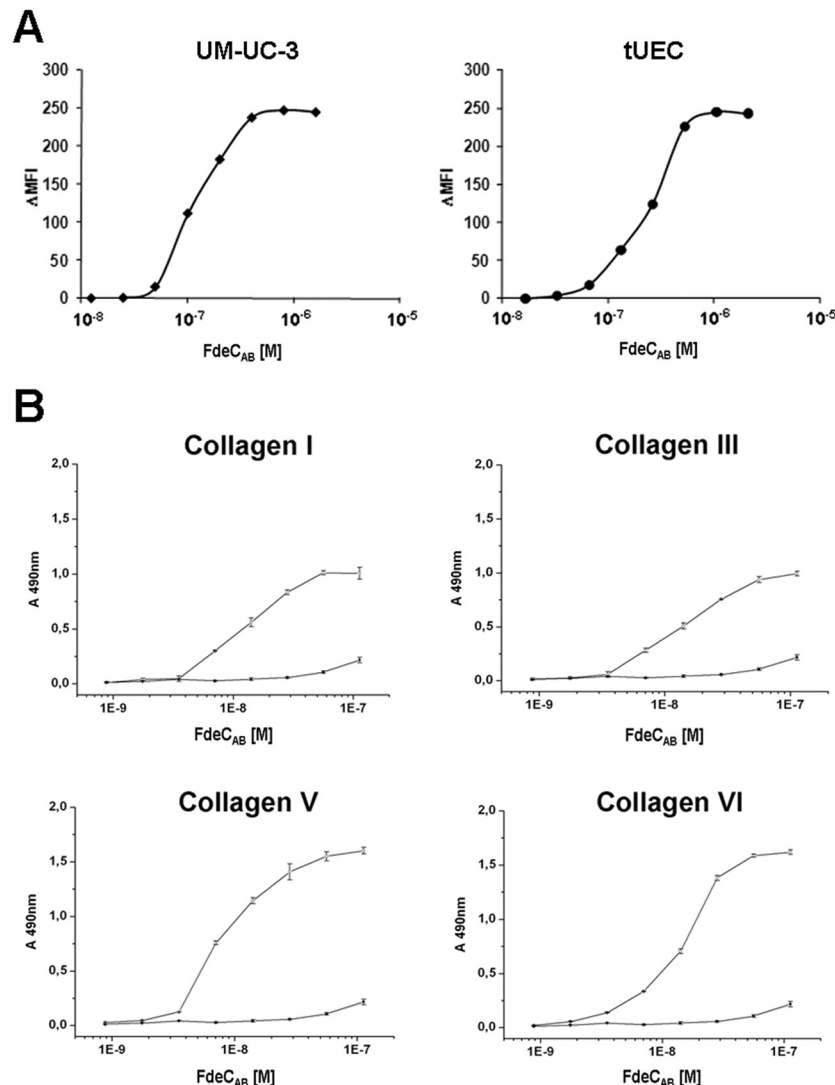 A
UM-UC-3
tUEC
300
250
200
150
100
50
0
ΔMFI
10-8
10-7
10-6
10-5
FdeCAB [M]
300
250
200
150
100
50
0
ΔMFI
10-8
10-7
10-6
10-5
FdeCAB [M]
B
Collagen I
2,0
1,5
1,0
0,5
0,0
A 490nm
1E-9
1E-8
1E-7
FdeCAB [M]
Collagen III
2,0
1,5
1,0
0,5
0,0
A 490nm
1E-9
1E-8
1E-7
FdeCAB [M]
Collagen V
2,0
1,5
1,0
0,5
0,0
A 490nm
1E-9
1E-8
1E-7
FdeCAB [M]
Collagen VI
2,0
1,5
1,0
0,5
0,0
A 490nm
1E-9
1E-8
1E-7
FdeCAB [M]